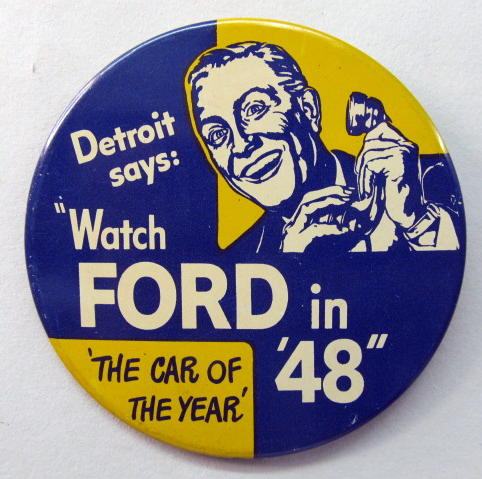 Detroit
says:
"Watch
FORD in
'48"
'THE CAR OF
THE YEAR'